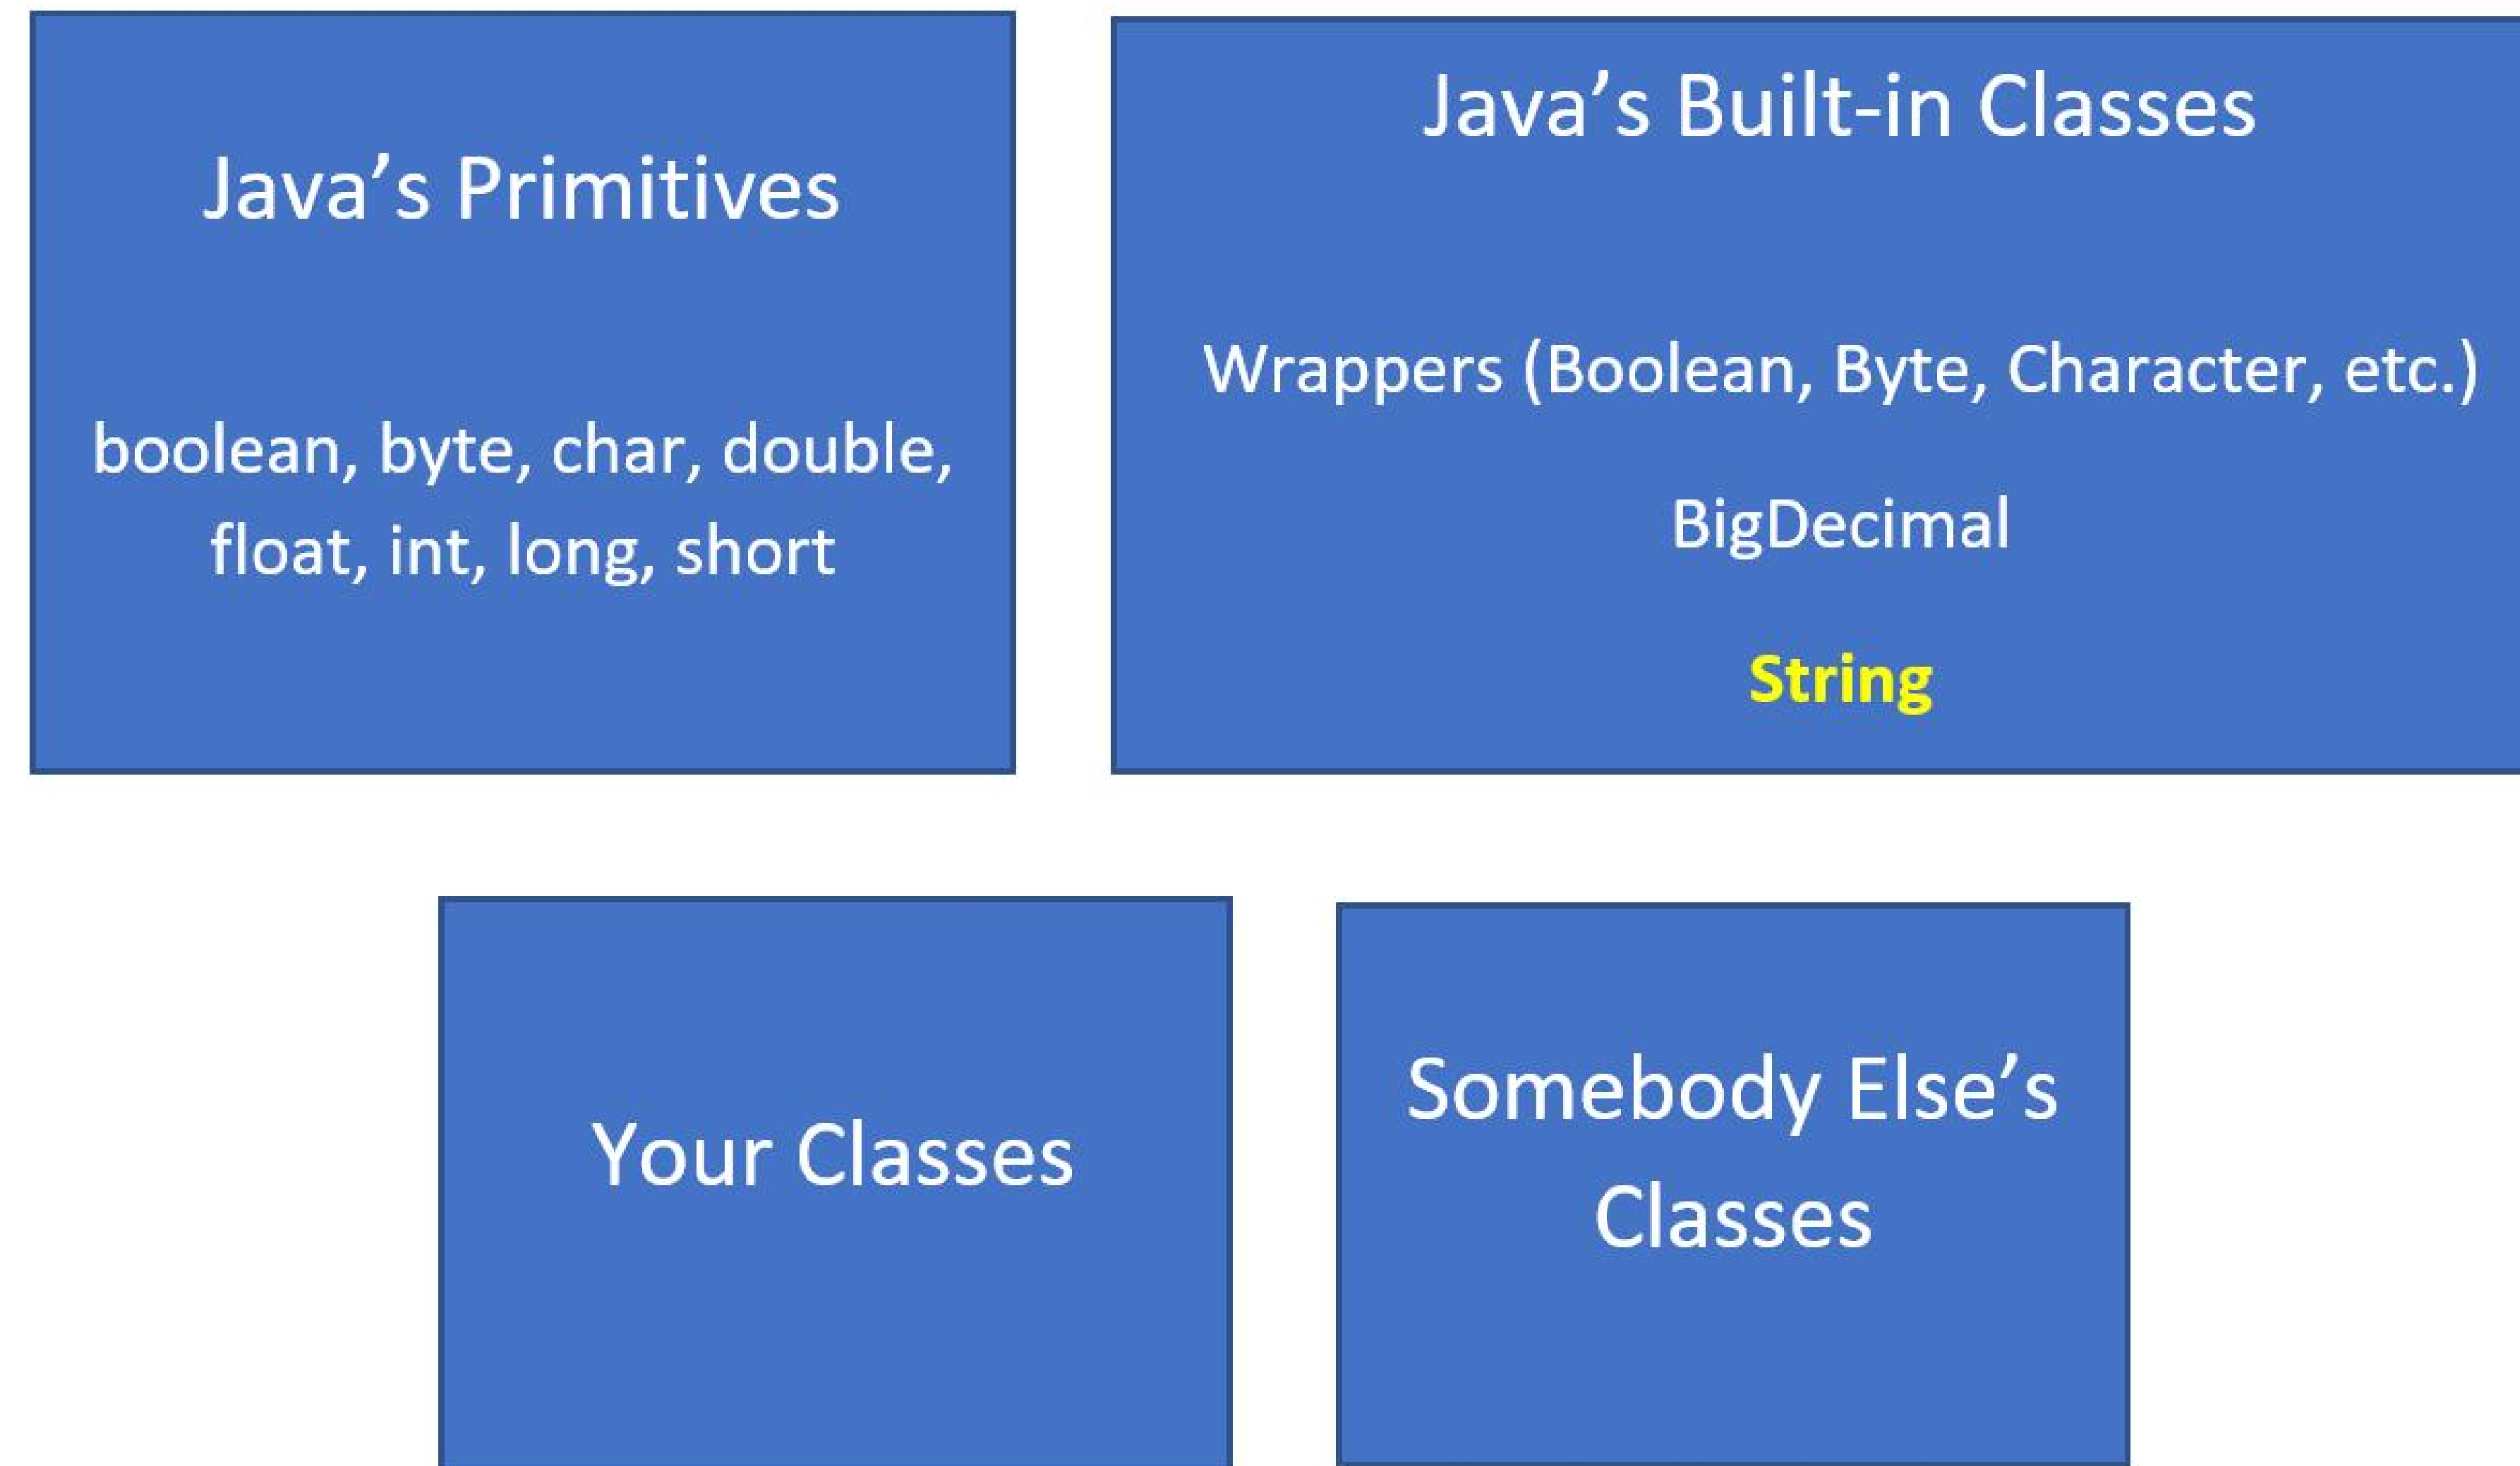 Java’s Primitives
boolean, byte, char, double,
float, int, long, short
Java’s Built-in Classes
Wrappers (Boolean, Byte, Character, etc.)
BigDecimal
String
Your Classes
Somebody Else’s
Classes